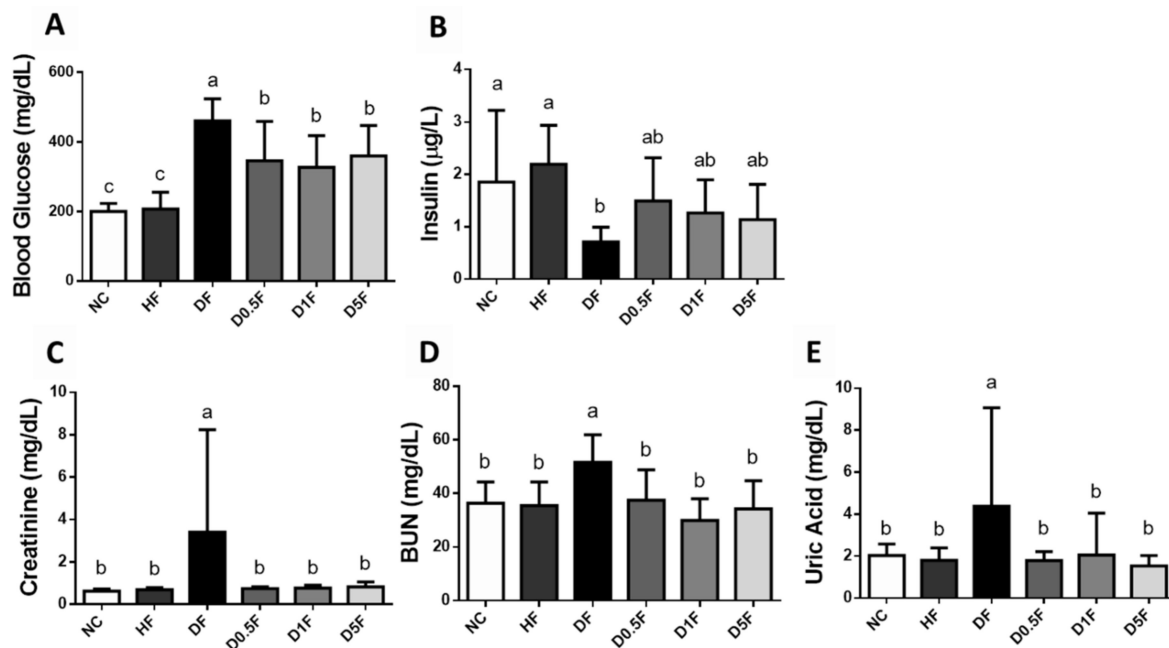 A
Blood Glucose (mg/dL)
600
400
200
0
c
c
a
b
b
b
NC
HF
DF
D0.5F
D1F
D5F
B
Insulin (µg/L)
4
3
2
1
0
a
a
b
ab
ab
ab
NC
HF
DF
D0.5F
D1F
D5F
C
Creatinine (mg/dL)
10
8
6
4
2
0
b
b
a
b
b
b
NC
HF
DF
D0.5F
D1F
D5F
D
BUN (mg/dL)
80
60
40
20
0
b
b
a
b
b
b
NC
HF
DF
D0.5F
D1F
D5F
E
Uric Acid (mg/dL)
10
8
6
4
2
0
b
b
a
b
b
b
NC
HF
DF
D0.5F
D1F
D5F